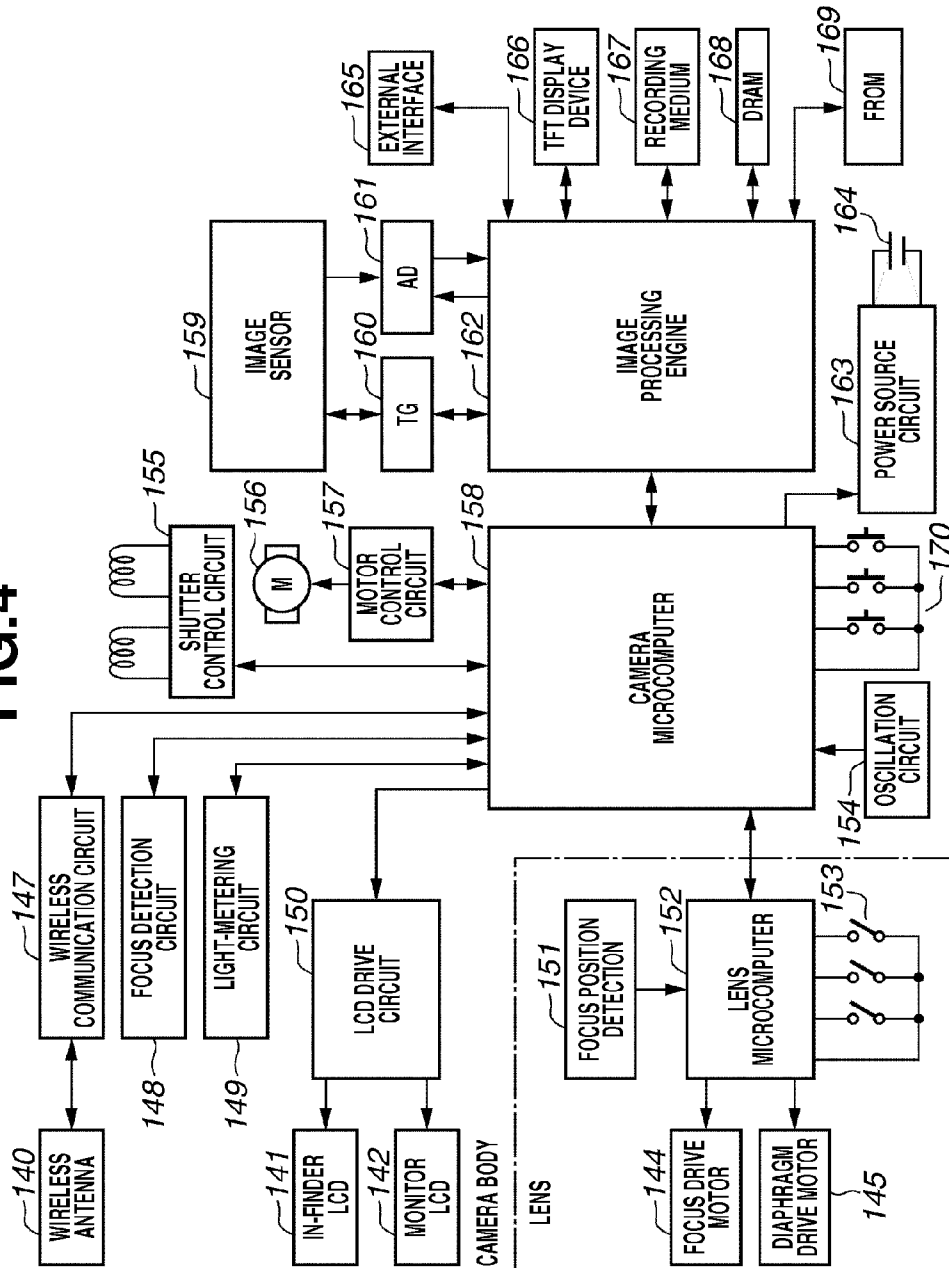 FIG.4
140
WIRELESS
ANTENNA
147
WIRELESS
COMMUNICATION CIRCUIT
148
FOCUS DETECTION
CIRCUIT
149
LIGHT-METERING
CIRCUIT
141
IN-FINDER
LCD
142
MONITOR
LCD
150
LCD DRIVE
CIRCUIT
155
SHUTTER
CONTROL CIRCUIT
156
M
157
MOTOR
CONTROL
CIRCUIT
158
CAMERA
MICROCOMPUTER
159
IMAGE
SENSOR
160
TG
161
AD
162
IMAGE
PROCESSING
ENGINE
165
EXTERNAL
INTERFACE
166
TFT DISPLAY
DEVICE
167
RECORDING
MEDIUM
168
DRAM
169
FROM
163
POWER SOURCE
CIRCUIT
164
170
154
OSCILLATION
CIRCUIT
CAMERA BODY
LENS
151
FOCUS POSITION
DETECTION
152
LENS
MICROCOMPUTER
153
144
FOCUS DRIVE
MOTOR
DIAPHRAGM
DRIVE MOTOR
145